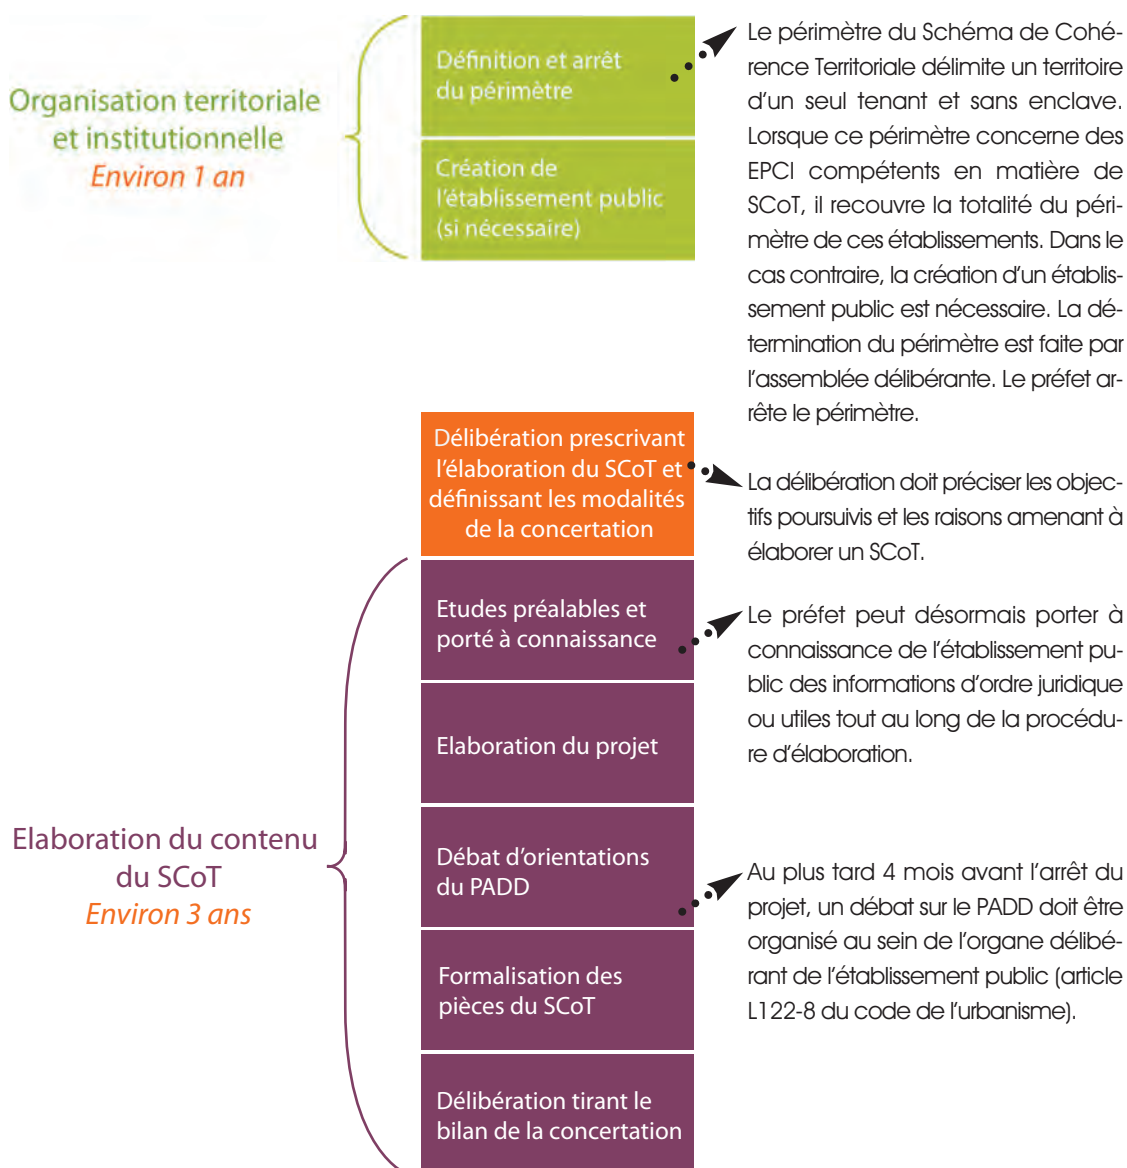 Organisation territoriale
et institutionnelle
Environ 1 an
Définition et arrêt
du périmètre
Création de
l'établissement public
(si nécessaire)
Le périmètre du Schéma de Cohé-
rence Territoriale délimite un territoire
d'un seul tenant et sans enclave.
Lorsque ce périmètre concerne des
EPCI compétents en matière de
SCoT, il recouvre la totalité du péri-
mètre de ces établissements. Dans le
cas contraire, la création d'un établis-
sement public est nécessaire. La dé-
termination du périmètre est faite par
l'assemblée délibérante. Le préfet ar-
rête le périmètre.
Délibération prescrivant
l'élaboration du SCoT et
définissant les modalités
de la concertation
La délibération doit préciser les objec-
tifs poursuivis et les raisons amenant à
élaborer un SCoT.
Elaboration du contenu
du SCoT
Environ 3 ans
Etudes préalables et
porté à connaissance
Le préfet peut désormais porter à
connaissance de l'établissement pu-
blic des informations d'ordre juridique
ou utiles tout au long de la procédu-
re d'élaboration.
Elaboration du projet
Débat d'orientations
du PADD
Au plus tard 4 mois avant l'arrêt du
projet, un débat sur le PADD doit être
organisé au sein de l'organe délibé-
rant de l'établissement public (article
L122-8 du code de l'urbanisme).
Formalisation des
pièces du SCoT
Délibération tirant le
bilan de la concertation